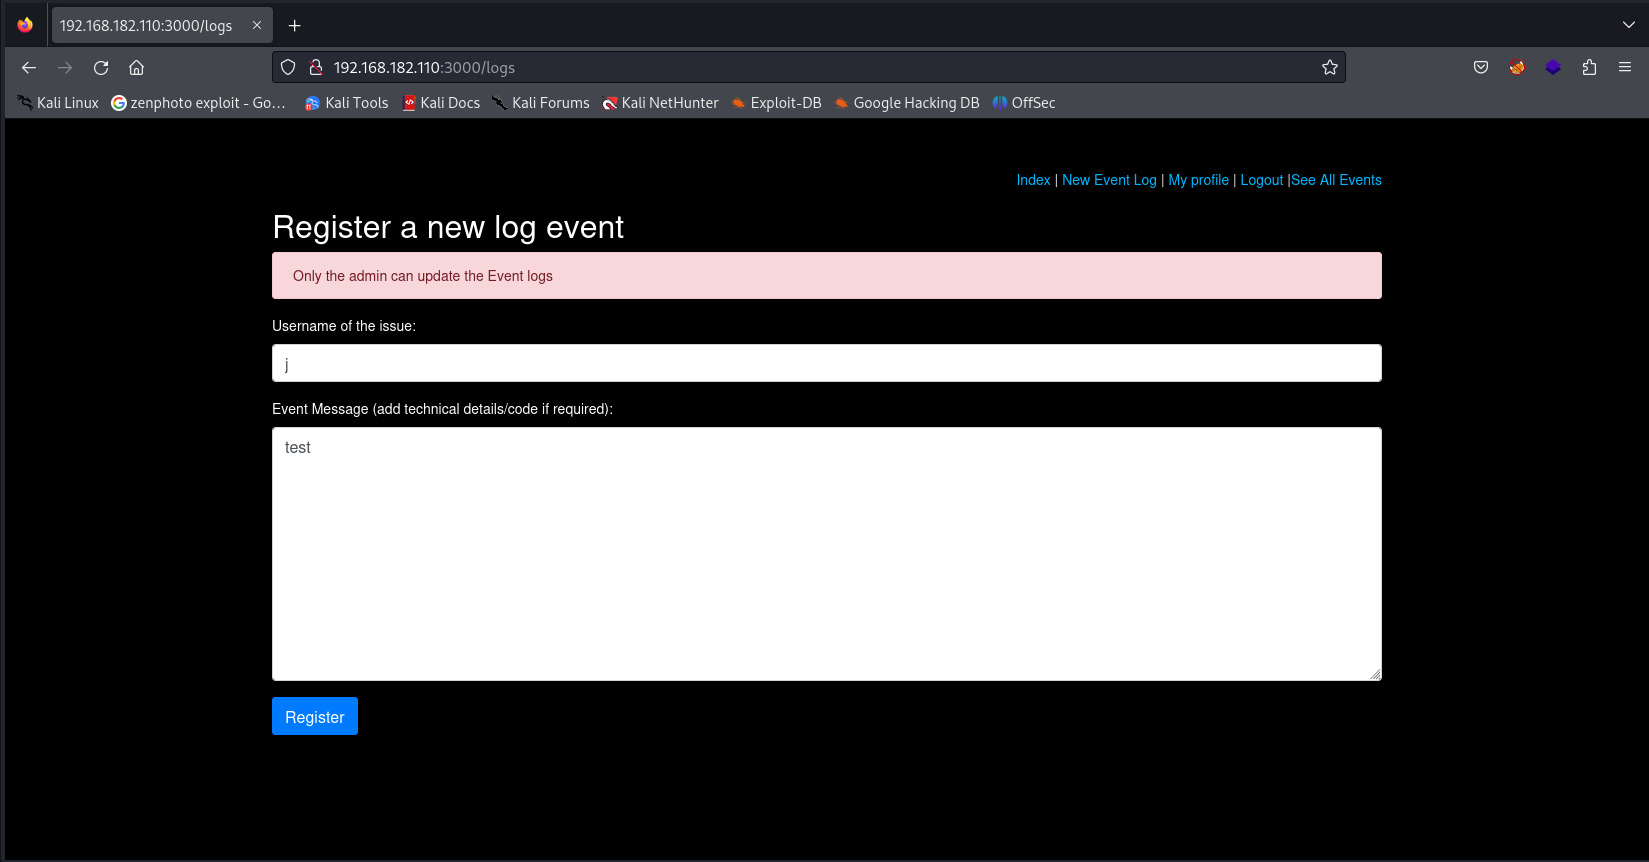 192.168.182.110:3000/logs
192.168.182.110:3000/logs
Kali Linux zenphoto exploit - Go… Kali Tools Kali Docs Kali Forums Kali NetHunter Exploit-DB Google Hacking DB OffSec
Index | New Event Log | My profile | Logout |See All Events
Register a new log event
Only the admin can update the Event logs
Username of the issue:
j
Event Message (add technical details/code if required):
test
Register